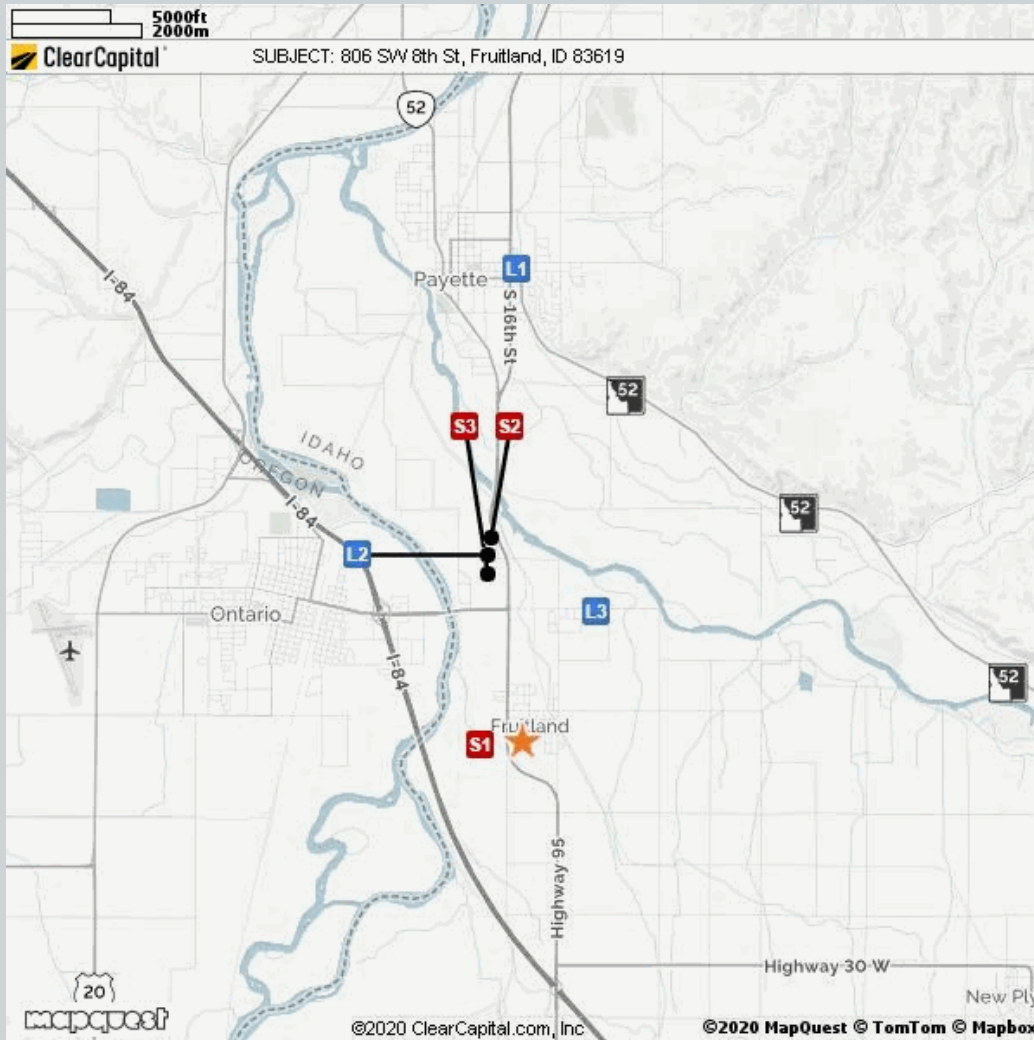 5000ft
2000m
ClearCapital
SUBJECT: 806 SW 8th St, Fruitland, ID 83619
52
I-84
L1
Payette
S 16th St
52
S3
S2
IDAHO
OREGON
I-84
52
L2
Ontario
L3
I-84
52
Fruitland
S1
Highway 95
Highway 30 W
20
New Ply
mapquest
©2020 ClearCapital.com, Inc
©2020 MapQuest © TomTom © Mapbox